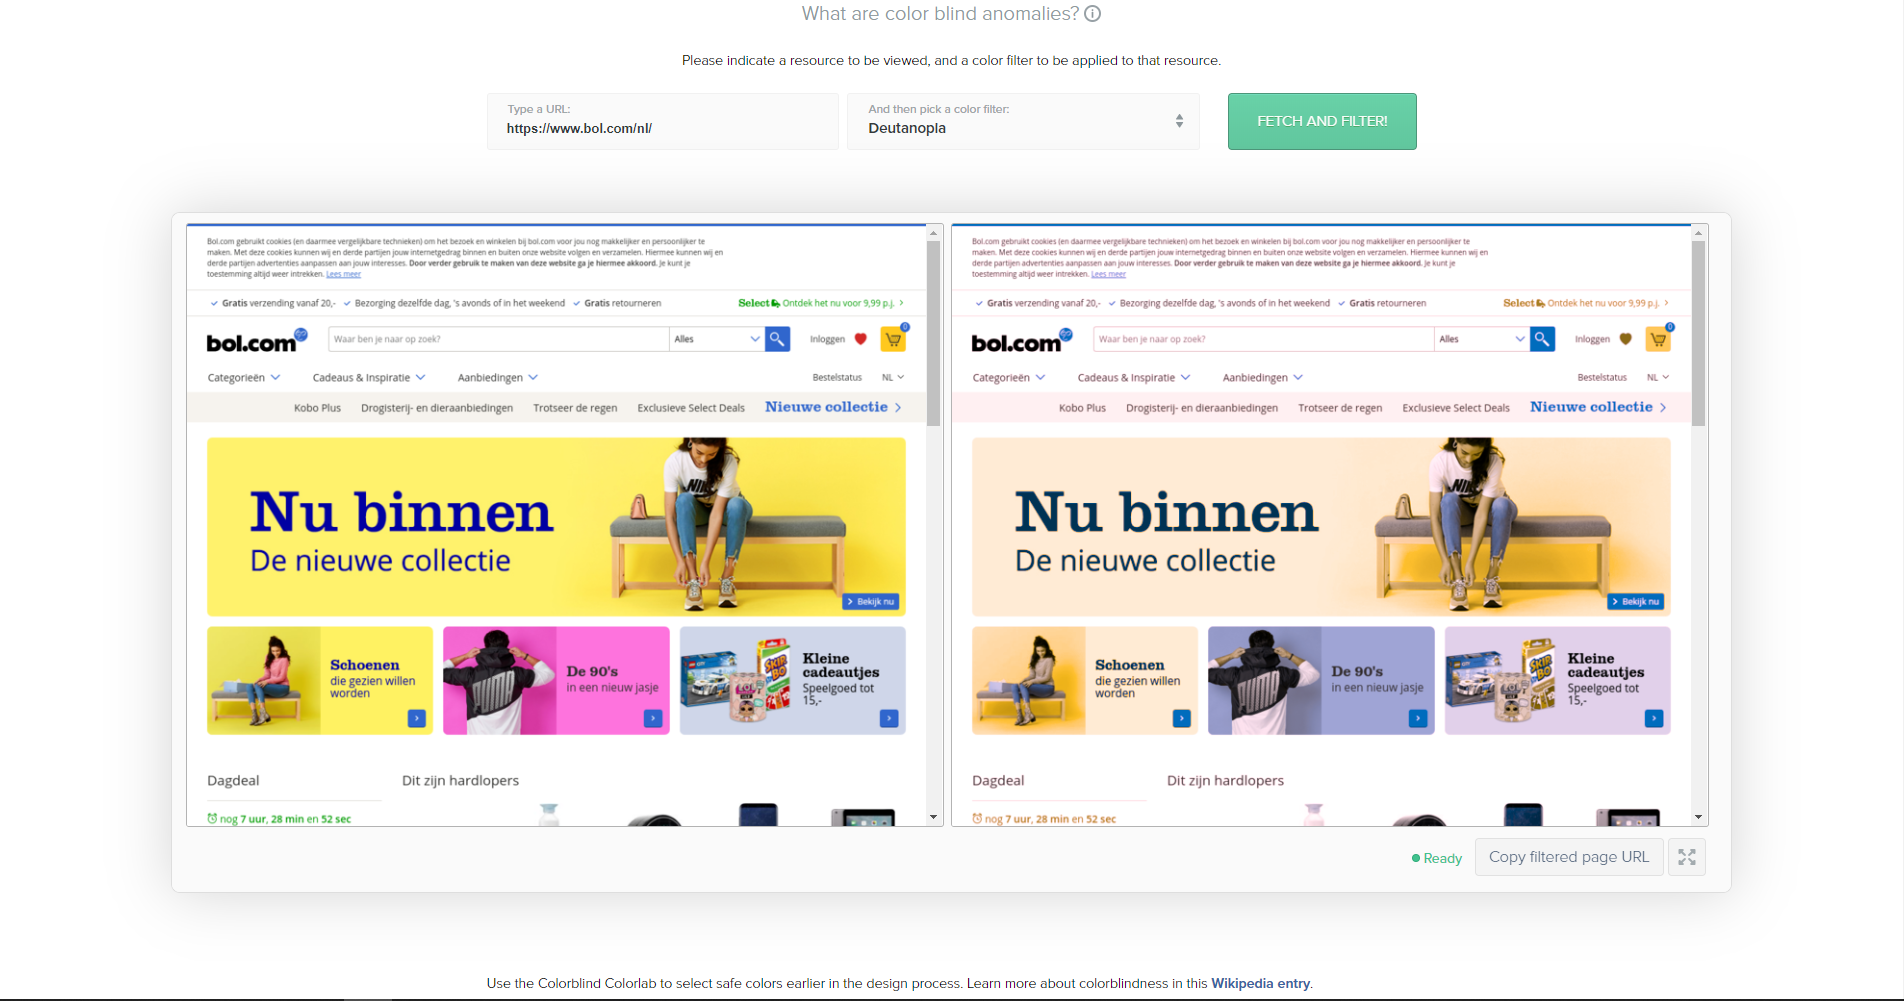 What are color blind anomalies?
Please indicate a resource to be viewed, and a color filter to be applied to that resource.
Type a URL:
https://www.bol.com/nl/
And then pick a color filter:
Deutanopia
FETCH AND FILTER!
Bol.com gebruikt cookies (en daarmee vergelijkbare technieken) om het bezoek en winkelen bij bol.com voor jou nog makkelijker en persoonlijker te
maken. Met deze cookies kunnen wij en derde partijen jouw internetgedrag binnen en buiten onze website volgen en verzamelen. Hiermee kunnen wij en
derde partijen advertenties aanpassen aan jouw interesses. Door verder gebruik te maken van deze website ga je hiermee akkoord. Je kunt je
toestemming altijd weer intrekken. Lees meer
Gratis verzending vanaf 20,- Bezorging dezelfde dag, 's avonds of in het weekend Gratis retourneren
Select Ontdek het nu voor 9,99 p.j.
bol.com
Waar ben je naar op zoek?
Alles
Inloggen
0
Categorieën Cadeaus & Inspiratie Aanbiedingen
Bestelstatus NL
Kobo Plus Drogisterij- en dieraanbiedingen Trotseer de regen Exclusieve Select Deals Nieuwe collectie
Nu binnen
De nieuwe collectie
Bekijk nu
Schoenen
die gezien willen
worden
De 90's
in een nieuw jasje
SKIP
BO
Kleine
cadeautjes
Speelgoed tot
15,-
Dagdeal
Dit zijn hardlopers
nog 7 uur, 28 min en 52 sec
Bol.com gebruikt cookies (en daarmee vergelijkbare technieken) om het bezoek en winkelen bij bol.com voor jou nog makkelijker en persoonlijker te
maken. Met deze cookies kunnen wij en derde partijen jouw internetgedrag binnen en buiten onze website volgen en verzamelen. Hiermee kunnen wij en
derde partijen advertenties aanpassen aan jouw interesses. Door verder gebruik te maken van deze website ga je hiermee akkoord. Je kunt je
toestemming altijd weer intrekken. Lees meer
Gratis verzending vanaf 20,- Bezorging dezelfde dag, 's avonds of in het weekend Gratis retourneren
Select Ontdek het nu voor 9,99 p.j.
bol.com
Waar ben je naar op zoek?
Alles
Inloggen
0
Categorieën Cadeaus & Inspiratie Aanbiedingen
Bestelstatus NL
Kobo Plus Drogisterij- en dieraanbiedingen Trotseer de regen Exclusieve Select Deals Nieuwe collectie
Nu binnen
De nieuwe collectie
Bekijk nu
Schoenen
die gezien willen
worden
De 90's
in een nieuw jasje
SKIP
BO
Kleine
cadeautjes
Speelgoed tot
15,-
Dagdeal
Dit zijn hardlopers
nog 7 uur, 28 min en 52 sec
Ready
Copy filtered page URL
Use the Colorblind Colorlab to select safe colors earlier in the design process. Learn more about colorblindness in this Wikipedia entry.